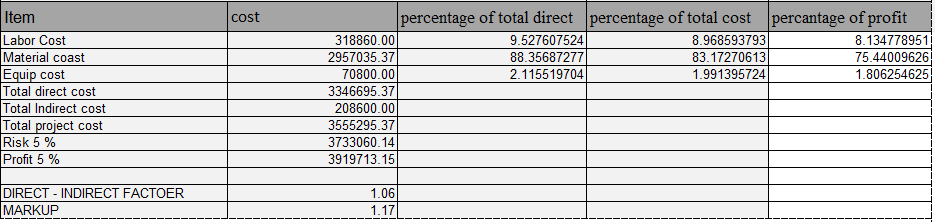 Item cost percentage of total direct percentage of total cost percantage of profit
Labor Cost 318860.00 9.527607524 8.968593793 8.134778951
Material coast 2957035.37 88.35687277 83.17270613 75.44009626
Equip cost 70800.00 2.115519704 1.991395724 1.806254625
Total direct cost 3346695.37
Total Indirect cost 208600.00
Total project cost 3555295.37
Risk 5 % 3733060.14
Profit 5 % 3919713.15
DIRECT - INDIRECT FACTOER 1.06
MARKUP 1.17